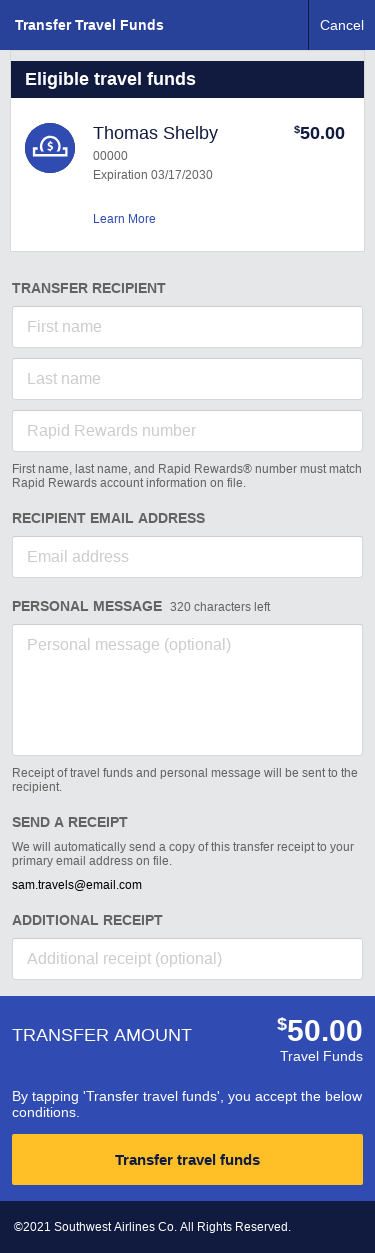 Transfer Travel Funds
Cancel
Eligible travel funds
Thomas Shelby
$50.00
00000
Expiration 03/17/2030
Learn More
TRANSFER RECIPIENT
First name
Last name
Rapid Rewards number
First name, last name, and Rapid Rewards® number must match
Rapid Rewards account information on file.
RECIPIENT EMAIL ADDRESS
Email address
PERSONAL MESSAGE 320 characters left
Personal message (optional)
Receipt of travel funds and personal message will be sent to the
recipient.
SEND A RECEIPT
We will automatically send a copy of this transfer receipt to your
primary email address on file.
sam.travels@email.com
ADDITIONAL RECEIPT
Additional receipt (optional)
TRANSFER AMOUNT
$50.00
Travel Funds
By tapping 'Transfer travel funds', you accept the below
conditions.
Transfer travel funds
©2021 Southwest Airlines Co. All Rights Reserved.